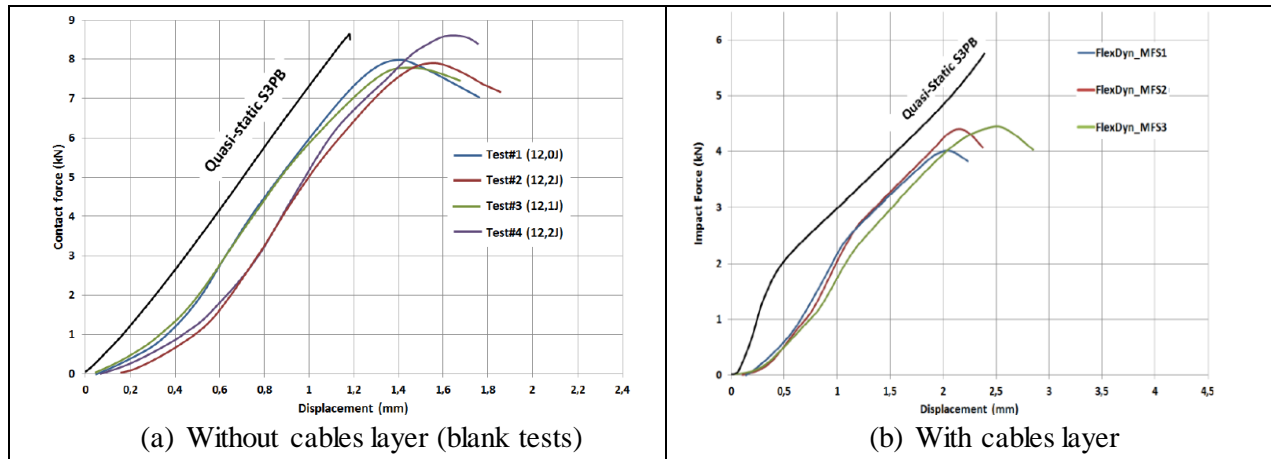 9
8
7
6
5
4
3
2
1
0
Contact force (kN)
Quasi-static S3PB
Test#1 (12,0J)
Test#2 (12,2J)
Test#3 (12,1J)
Test#4 (12,2J)
0 0,2 0,4 0,6 0,8 1 1,2 1,4 1,6 1,8 2 2,2 2,4
Displacement (mm)
(a) Without cables layer (blank tests)
6
5
4
3
2
1
0
Impact Force (kN)
Quasi-Static S3PB
FlexDyn_MFS1
FlexDyn_MFS2
FlexDyn_MFS3
0 0,5 1 1,5 2 2,5 3 3,5 4 4,5
Displacement (mm)
(b) With cables layer